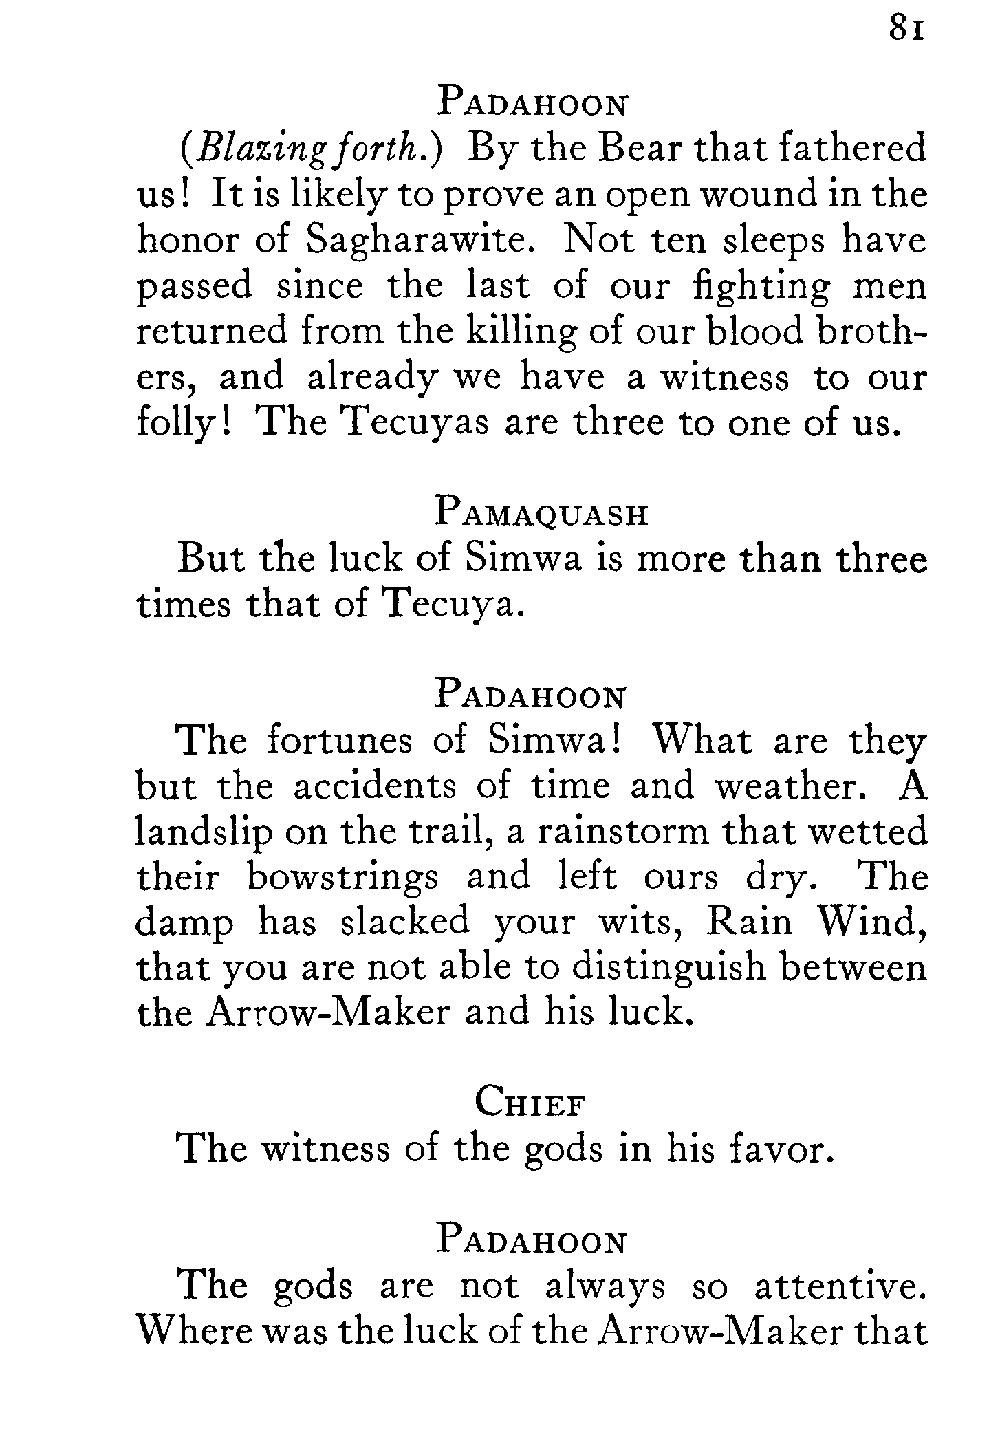 81
PADAHOON
(Blazing forth.) By the Bear that fathered
us! It is likely to prove an open wound in the
honor of Sagharawite. Not ten sleeps have
passed since the last of our fighting men
returned from the killing of our blood broth-
ers, and already we have a witness to our
folly! The Tecuyas are three to one of us.
PAMAQUASH
But the luck of Simwa is more than three
times that of Tecuya.
PADAHOON
The fortunes of Simwa! What are they
but the accidents of time and weather. A
landslip on the trail, a rainstorm that wetted
their bowstrings and left ours dry. The
damp has slacked your wits, Rain Wind,
that you are not able to distinguish between
the Arrow-Maker and his luck.
CHIEF
The witness of the gods in his favor.
PADAHOON
The gods are not always so attentive.
Where was the luck of the Arrow-Maker that